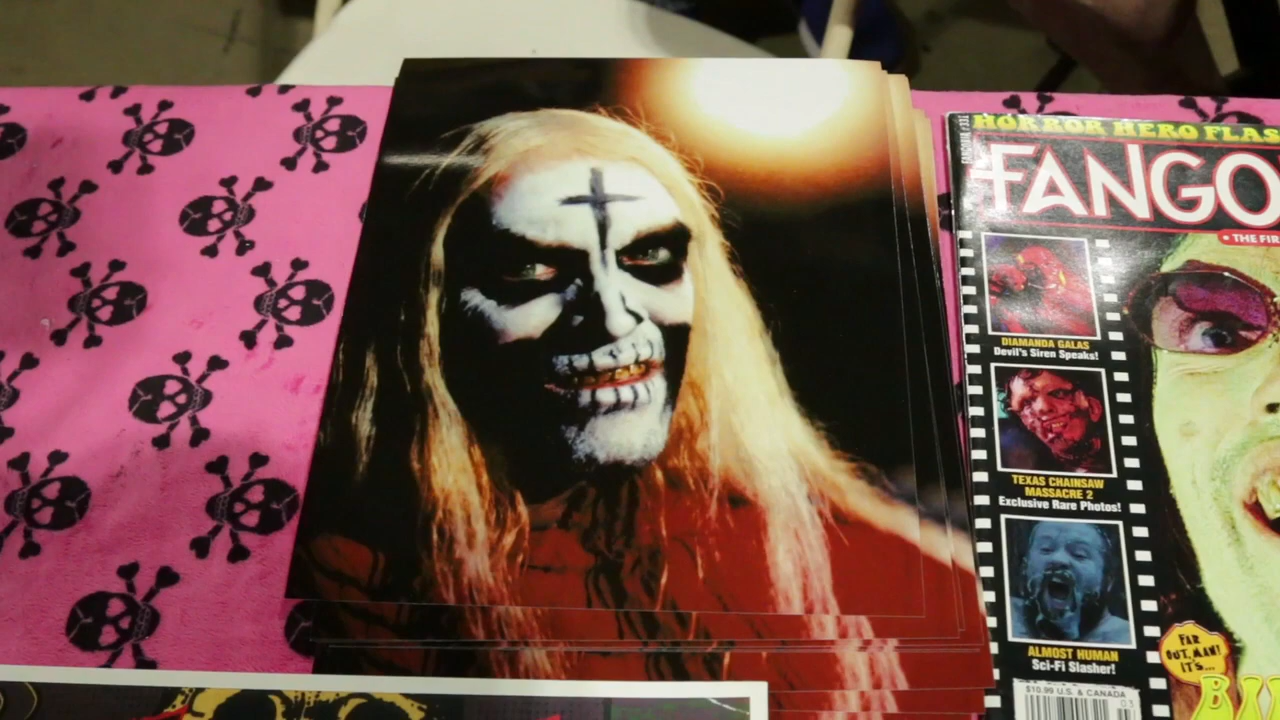 HORROR HERO FLAS
FANGO
• THE FIR
DIAMANDA GALAS
Devil's Siren Speaks!
TEXAS CHAINSAW
MASSACRE 2
Exclusive Rare Photos!
ALMOST HUMAN
Sci-Fi Slasher!
FAR
OUT, MAN!
IT'S...
$10.99 U.S. & CANADA
03